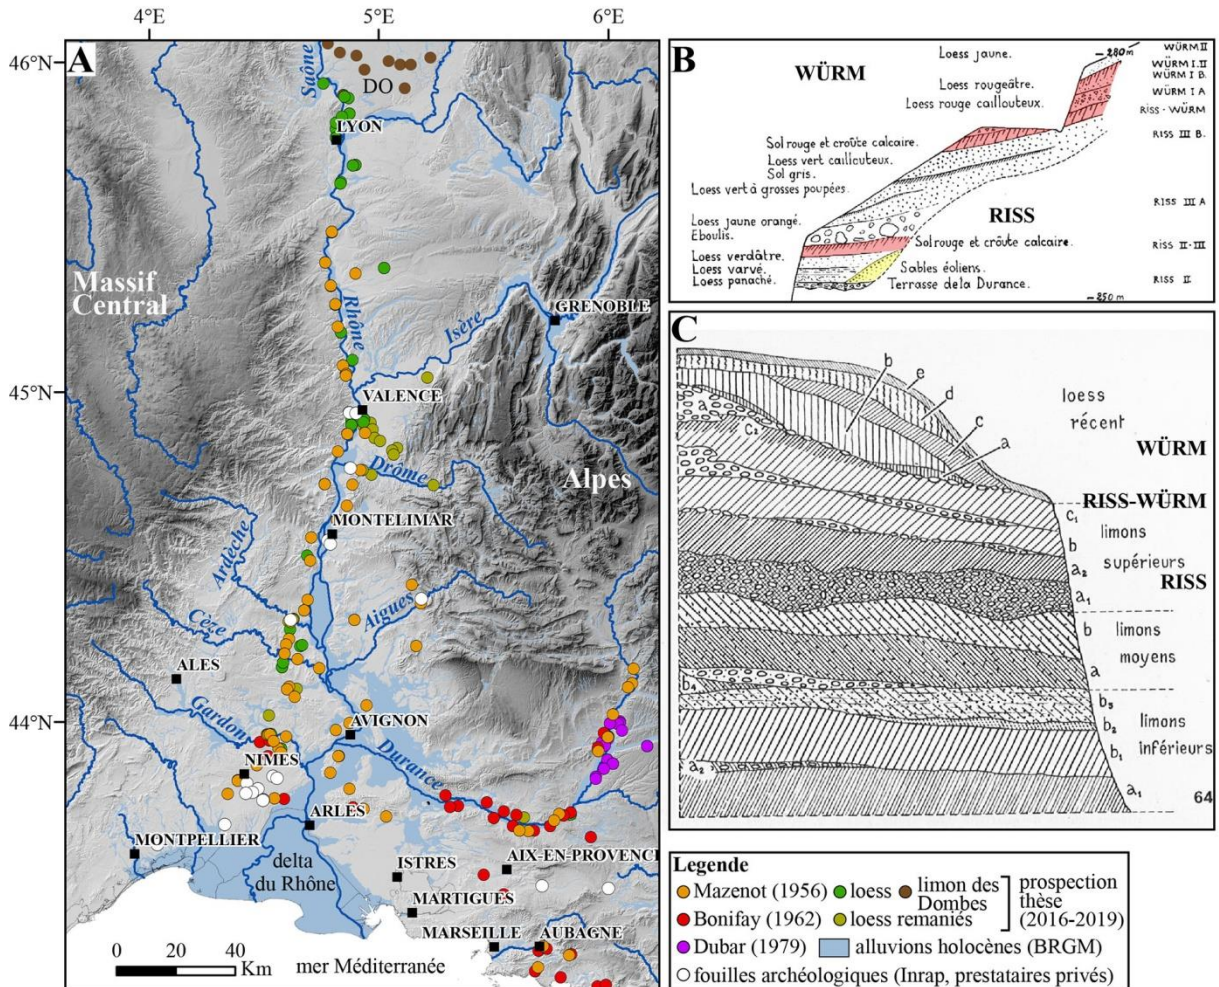 4°E
5°E
6°E
46°N
45°N
44°N
A
Saône
DO
LYON
Massif
Central
Rhône
Isère
GRENOBLE
VALENCE
Drôme
Alpes
MONTELIMAR
Ardèche
Aigues
Cèze
ALES
Gardon
AVIGNON
NIMES
Durance
ARLES
MONTPELLIER
delta
du Rhône
ISTRES
AIX-EN-PROVENCE
MARTIGUES
MARSEILLE
AUBAGNE
0 20 40
Km
mer Méditerranée
B
WÜRM
Loess jaune.
Loess rougeâtre.
Loess rouge caillouteux.
Sol rouge et croûte calcaire.
Loess vert caillouteux.
Sol gris.
Loess vert à grosses poupées.
RISS
Loess jaune orangé.
Eboulis.
Sol rouge et croûte calcaire.
Loess verdâtre.
Loess varvé.
Loess panaché.
Sables éoliens.
Terrasse de la Durance.
280 m
250 m
WÜRM II
WÜRM I.II
WÜRM I B.
WÜRM I A
RISS-WÜRM
RISS III B.
RISS III A
RISS II-III
RISS II
C
b
e
d
c
a
loess
récent
WÜRM
RISS-WÜRM
c₂
c₁
b
limons
supérieurs
a₂
RISS
a₁
b
limons
moyens
a
b₄
b₃
b₂
limons
inférieurs
b₁
a₂
a₁
64
Legende
Mazenot (1956)
loess
limon des
Dombes
prospection
thèse
(2016-2019)
Bonifay (1962)
loess remaniés
Dubar (1979)
alluvions holocènes (BRGM)
fouilles archéologiques (Inrap, prestataires privés)